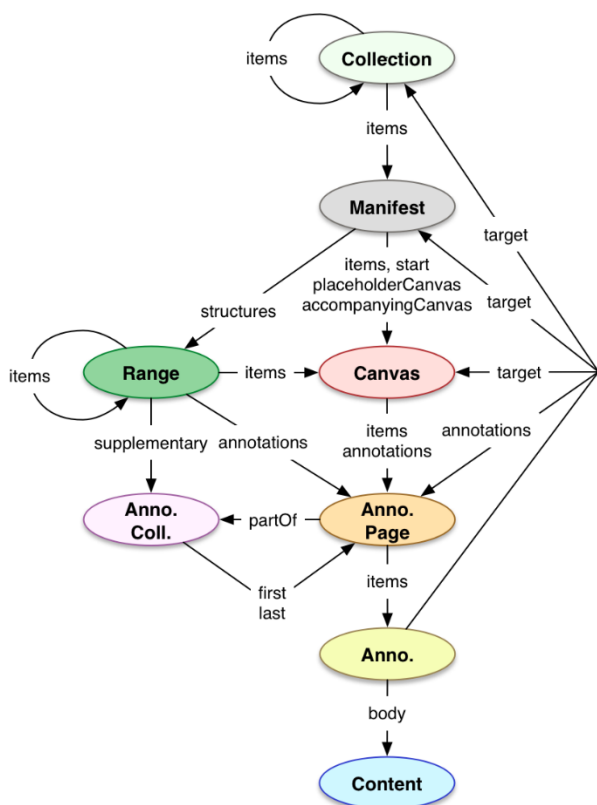 Collection
items
items
Manifest
target
items, start
placeholderCanvas
accompanyingCanvas
target
structures
Range
items
items
Canvas
target
supplementary
annotations
items
annotations
annotations
Anno.
Coll.
partOf
Anno.
Page
first
last
items
Anno.
body
Content